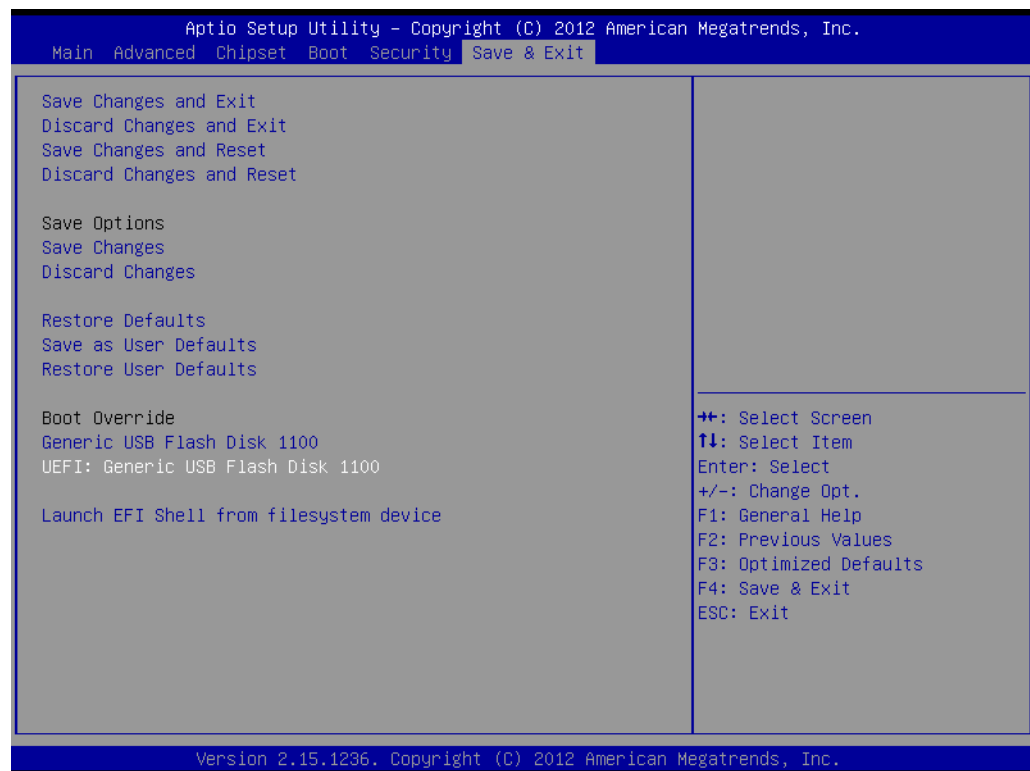 Aptio Setup Utility – Copyright (C) 2012 American Megatrends, Inc.
Main Advanced Chipset Boot Security Save & Exit
Save Changes and Exit
Discard Changes and Exit
Save Changes and Reset
Discard Changes and Reset
Save Options
Save Changes
Discard Changes
Restore Defaults
Save as User Defaults
Restore User Defaults
Boot Override
Generic USB Flash Disk 1100
UEFI: Generic USB Flash Disk 1100
Launch EFI Shell from filesystem device
→←: Select Screen
↑↓: Select Item
Enter: Select
+/-: Change Opt.
F1: General Help
F2: Previous Values
F3: Optimized Defaults
F4: Save & Exit
ESC: Exit
Version 2.15.1236. Copyright (C) 2012 American Megatrends, Inc.